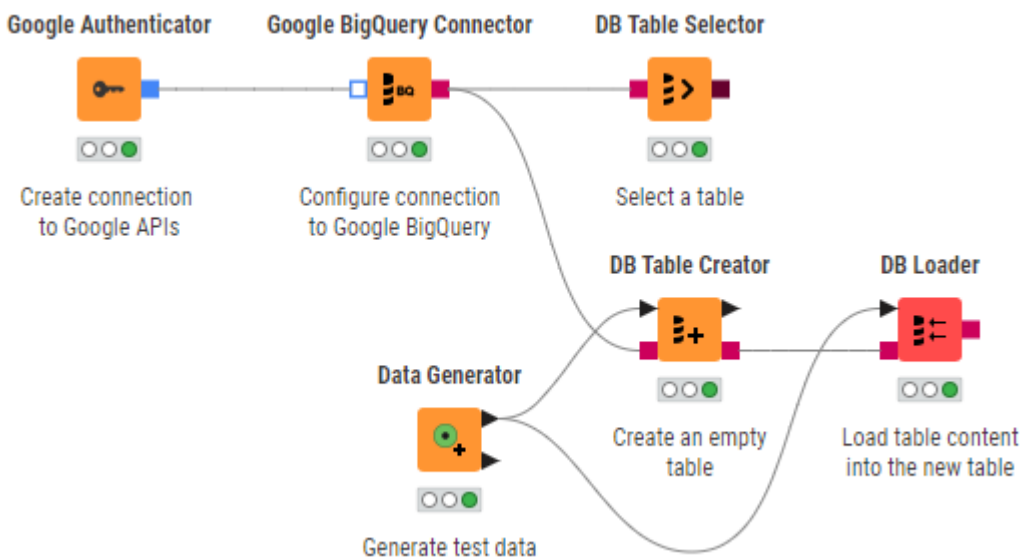 Google Authenticator
Google BigQuery Connector
DB Table Selector
BQ
Create connection
to Google APIs
Configure connection
to Google BigQuery
Select a table
DB Table Creator
DB Loader
Data Generator
Create an empty
table
Load table content
into the new table
Generate test data